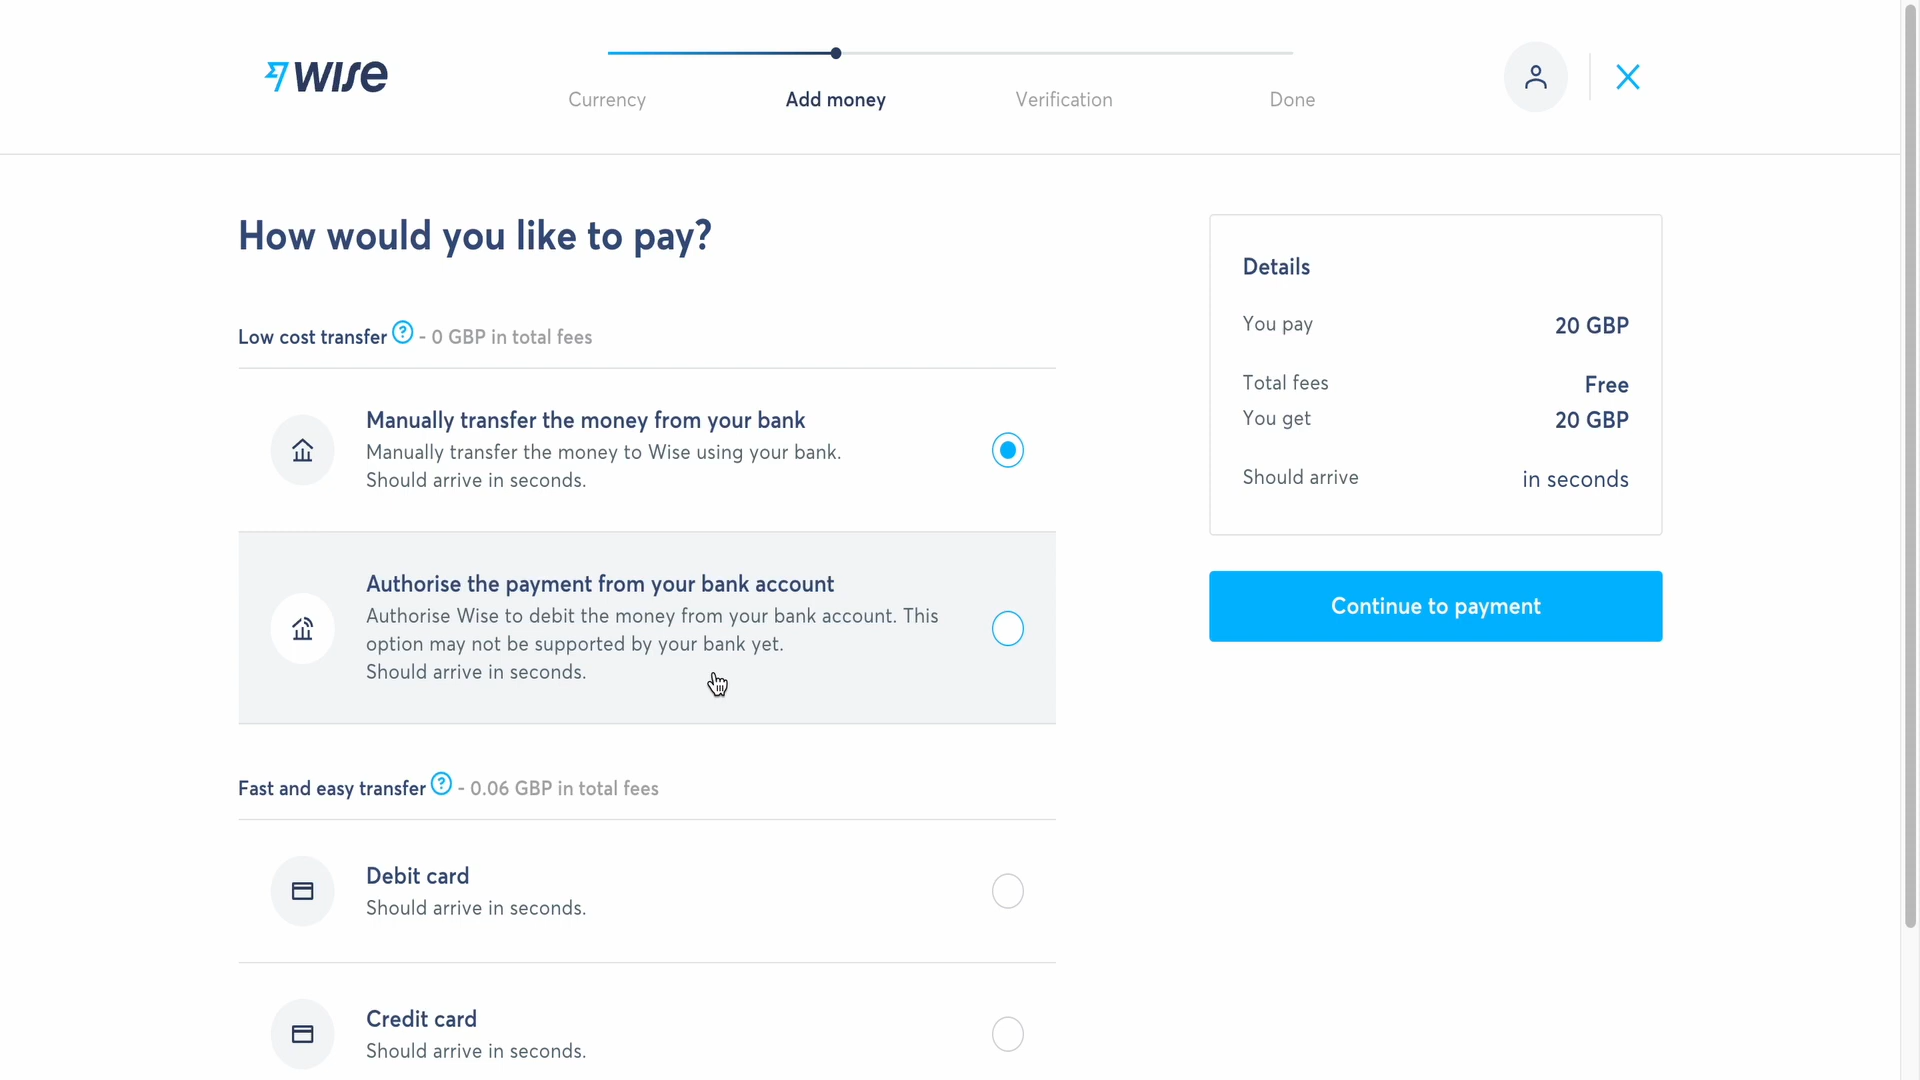 wise
Currency
Add money
Verification
Done
How would you like to pay?
Low cost transfer ? - 0 GBP in total fees
Manually transfer the money from your bank
Manually transfer the money to Wise using your bank.
Should arrive in seconds.
Authorise the payment from your bank account
Authorise Wise to debit the money from your bank account. This
option may not be supported by your bank yet.
Should arrive in seconds.
Fast and easy transfer ? - 0.06 GBP in total fees
Debit card
Should arrive in seconds.
Credit card
Should arrive in seconds.
Details
You pay 20 GBP
Total fees Free
You get 20 GBP
Should arrive in seconds
Continue to payment